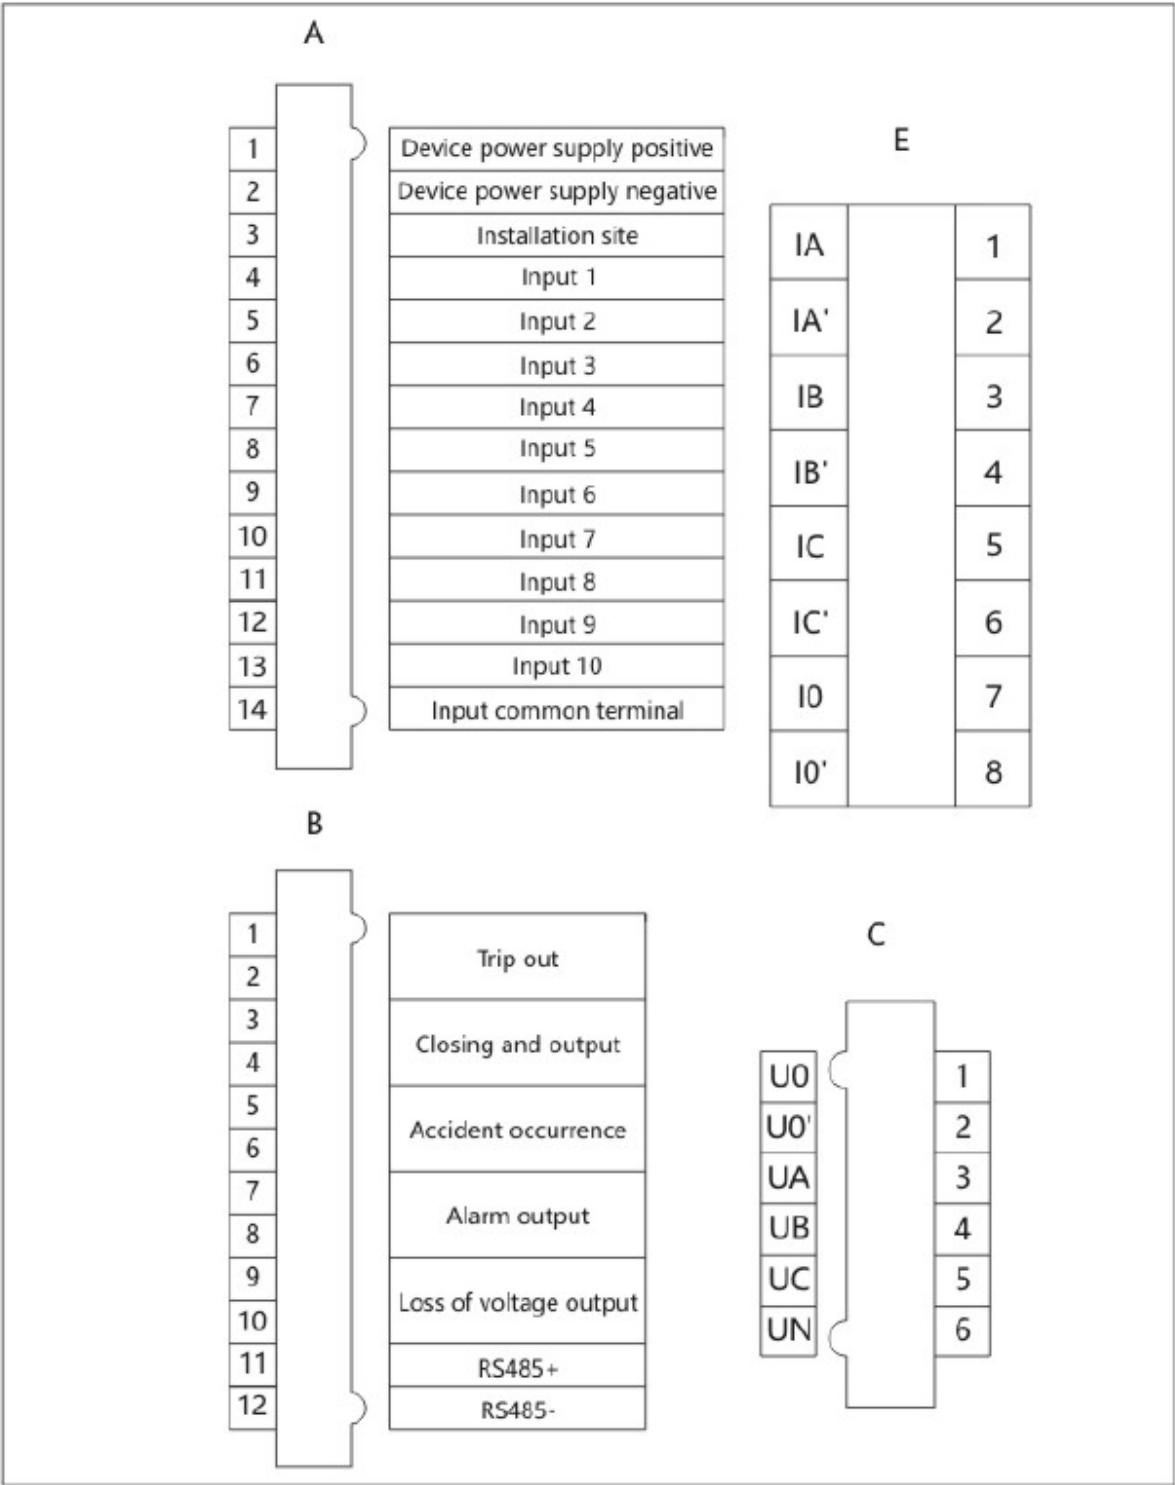 A
1 Device power supply positive
2 Device power supply negative
3 Installation site
4 Input 1
5 Input 2
6 Input 3
7 Input 4
8 Input 5
9 Input 6
10 Input 7
11 Input 8
12 Input 9
13 Input 10
14 Input common terminal
E
IA 1
IA' 2
IB 3
IB' 4
IC 5
IC' 6
I0 7
I0' 8
B
1
2
Trip out
3
4
Closing and output
5
6
Accident occurrence
7
8
Alarm output
9
10
Loss of voltage output
11 RS485+
12 RS485-
C
U0 1
U0' 2
UA 3
UB 4
UC 5
UN 6